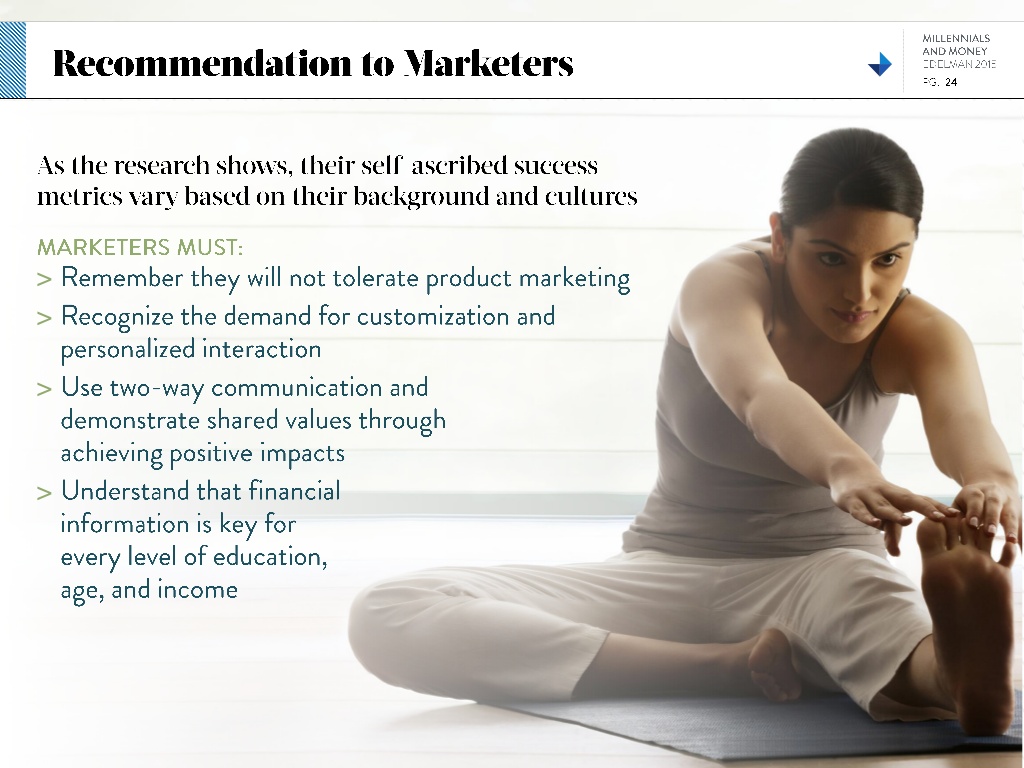 Recommendation to Marketers
MILLENNIALS
AND MONEY
EDELMAN 2015
PG. 24
As the research shows, their self ascribed success
metrics vary based on their background and cultures
MARKETERS MUST:
> Remember they will not tolerate product marketing
> Recognize the demand for customization and
personalized interaction
> Use two-way communication and
demonstrate shared values through
achieving positive impacts
> Understand that financial
information is key for
every level of education,
age, and income